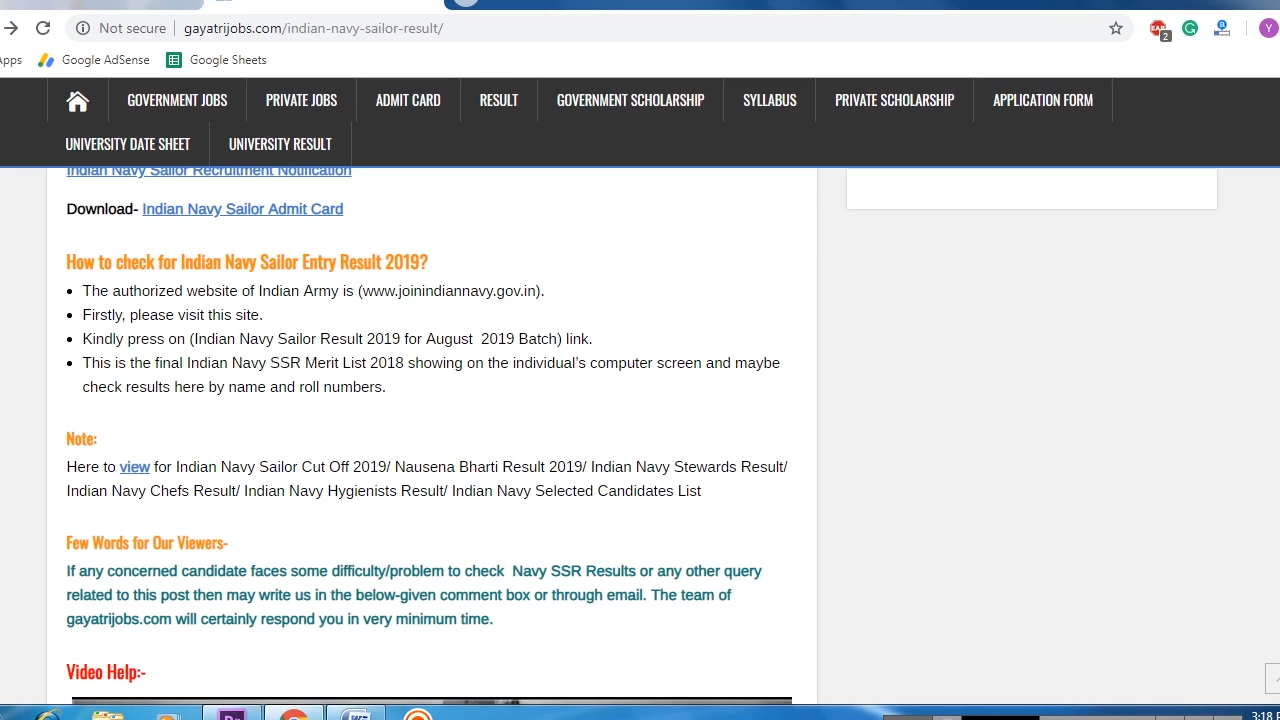 Not secure gayatrijobs.com/indian-navy-sailor-result/
2
Y
Apps Google AdSense Google Sheets
GOVERNMENT JOBS PRIVATE JOBS ADMIT CARD RESULT GOVERNMENT SCHOLARSHIP SYLLABUS PRIVATE SCHOLARSHIP APPLICATION FORM
UNIVERSITY DATE SHEET UNIVERSITY RESULT
Indian Navy Sailor Recruitment Notification
Download- Indian Navy Sailor Admit Card
How to check for Indian Navy Sailor Entry Result 2019?
The authorized website of Indian Army is (www.joinindiannavy.gov.in).
Firstly, please visit this site.
Kindly press on (Indian Navy Sailor Result 2019 for August  2019 Batch) link.
This is the final Indian Navy SSR Merit List 2018 showing on the individual's computer screen and maybe
check results here by name and roll numbers.
Note:
Here to view for Indian Navy Sailor Cut Off 2019/ Nausena Bharti Result 2019/ Indian Navy Stewards Result/
Indian Navy Chefs Result/ Indian Navy Hygienists Result/ Indian Navy Selected Candidates List
Few Words for Our Viewers-
If any concerned candidate faces some difficulty/problem to check  Navy SSR Results or any other query
related to this post then may write us in the below-given comment box or through email. The team of
gayatrijobs.com will certainly respond you in very minimum time.
Video Help:-
3:18